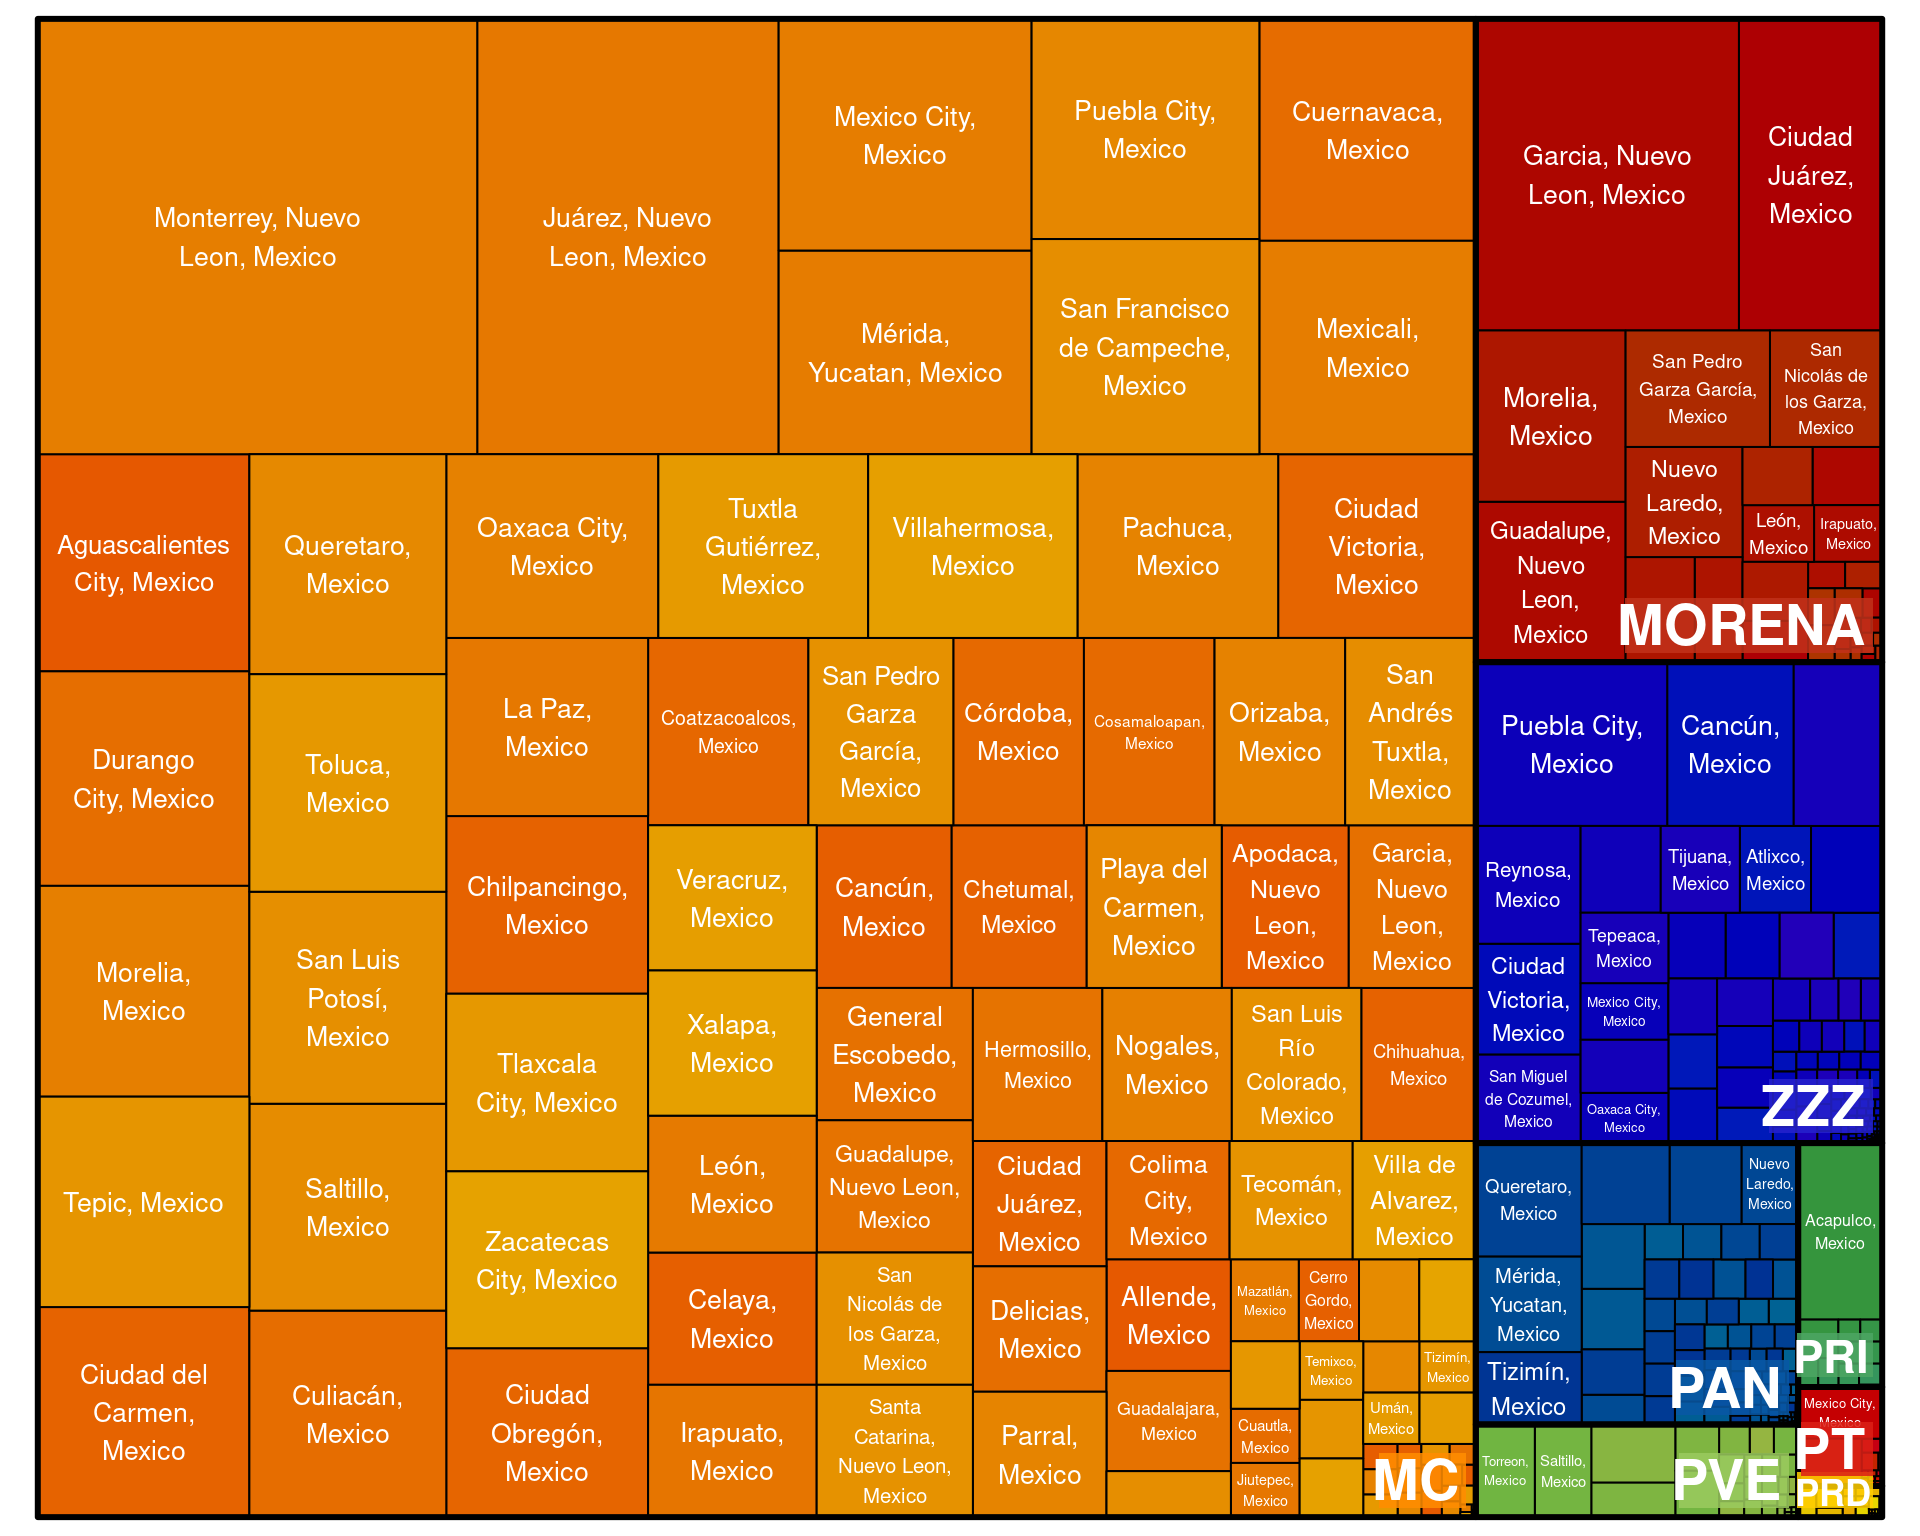 Monterrey, Nuevo
Leon, Mexico
Juárez, Nuevo
Leon, Mexico
Mexico City,
Mexico
Mérida,
Yucatan, Mexico
Puebla City,
Mexico
San Francisco
de Campeche,
Mexico
Cuernavaca,
Mexico
Mexicali,
Mexico
Aguascalientes
City, Mexico
Durango
City, Mexico
Morelia,
Mexico
Tepic, Mexico
Ciudad del
Carmen,
Mexico
Queretaro,
Mexico
Toluca,
Mexico
San Luis
Potosí,
Mexico
Saltillo,
Mexico
Culiacán,
Mexico
Oaxaca City,
Mexico
Tuxtla
Gutiérrez,
Mexico
Villahermosa,
Mexico
Pachuca,
Mexico
Ciudad
Victoria,
Mexico
La Paz,
Mexico
Chilpancingo,
Mexico
Tlaxcala
City, Mexico
Zacatecas
City, Mexico
Ciudad
Obregón,
Mexico
Coatzacoalcos,
Mexico
San Pedro
Garza
García,
Mexico
Córdoba,
Mexico
Cosamaloapan,
Mexico
Orizaba,
Mexico
San
Andrés
Tuxtla,
Mexico
Veracruz,
Mexico
Xalapa,
Mexico
León,
Mexico
Celaya,
Mexico
Irapuato,
Mexico
Cancún,
Mexico
Chetumal,
Mexico
Playa del
Carmen,
Mexico
Apodaca,
Nuevo
Leon,
Mexico
Garcia,
Nuevo
Leon,
Mexico
General
Escobedo,
Mexico
Guadalupe,
Nuevo Leon,
Mexico
San
Nicolás de
los Garza,
Mexico
Santa
Catarina,
Nuevo Leon,
Mexico
Hermosillo,
Mexico
Nogales,
Mexico
San Luis
Río
Colorado,
Mexico
Chihuahua,
Mexico
Ciudad
Juárez,
Mexico
Delicias,
Mexico
Parral,
Mexico
Colima
City,
Mexico
Tecomán,
Mexico
Villa de
Alvarez,
Mexico
Allende,
Mexico
Guadalajara,
Mexico
Mazatlán,
Mexico
Cerro
Gordo,
Mexico
Temixco,
Mexico
Tizimín,
Mexico
Cuautla,
Mexico
Umán,
Mexico
Jiutepec,
Mexico
MC
Garcia, Nuevo
Leon, Mexico
Ciudad
Juárez,
Mexico
Morelia,
Mexico
San Pedro
Garza García,
Mexico
San
Nicolás de
los Garza,
Mexico
Guadalupe,
Nuevo
Leon,
Mexico
Nuevo
Laredo,
Mexico
León,
Mexico
Irapuato,
Mexico
MORENA
Puebla City,
Mexico
Cancún,
Mexico
Reynosa,
Mexico
Tijuana,
Mexico
Atlixco,
Mexico
Ciudad
Victoria,
Mexico
Tepeaca,
Mexico
Mexico City,
Mexico
San Miguel
de Cozumel,
Mexico
Oaxaca City,
Mexico
ZZZ
Queretaro,
Mexico
Nuevo
Laredo,
Mexico
Mérida,
Yucatan,
Mexico
Tizimín,
Mexico
PAN
Acapulco,
Mexico
PRI
Mexico City,
Mexico
PT
Torreon,
Mexico
Saltillo,
Mexico
PVE
PRD